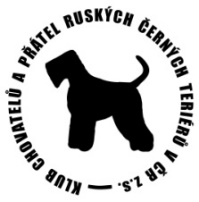 KLUB CHOVATELŮ A PŘÁTEL RUSKÝCH ČERNÝCH TERIÉRŮ V ČR Z.S.